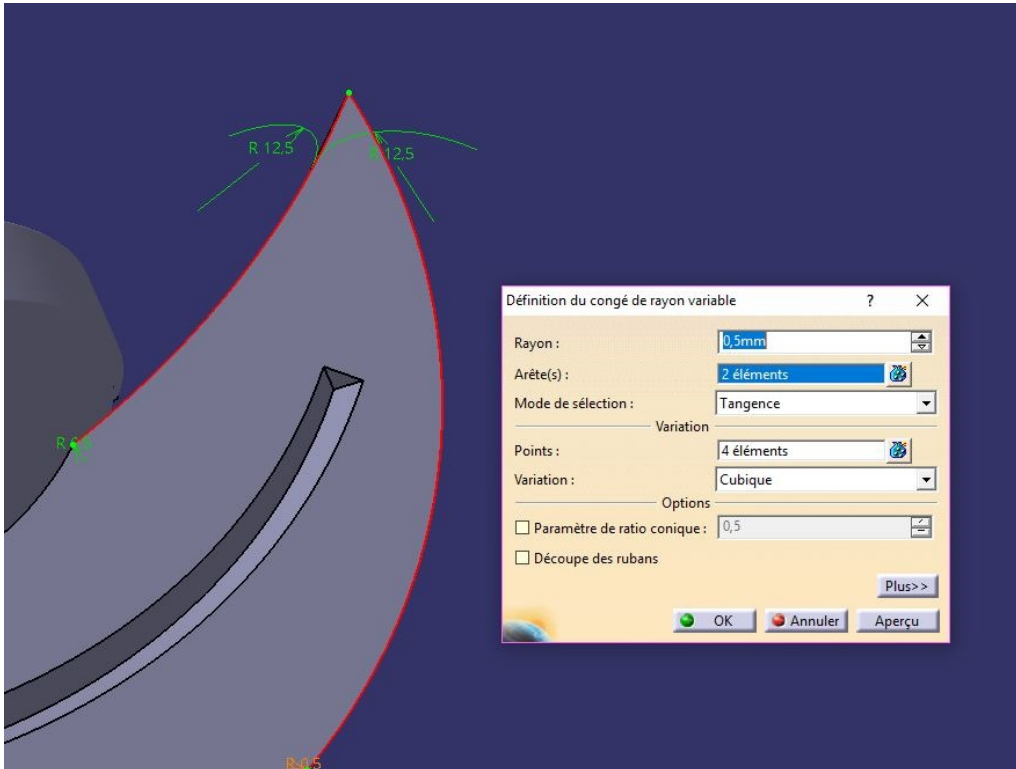 R 12,5
12,5
Définition du congé de rayon variable ? X
Rayon : 0,5mm
Arête(s) : 2 éléments
Mode de sélection : Tangence
Variation
Points : 4 éléments
Variation : Cubique
Options
Paramètre de ratio conique : 0,5
Découpe des rubans
Plus>>
OK Annuler Aperçu
R 0,5